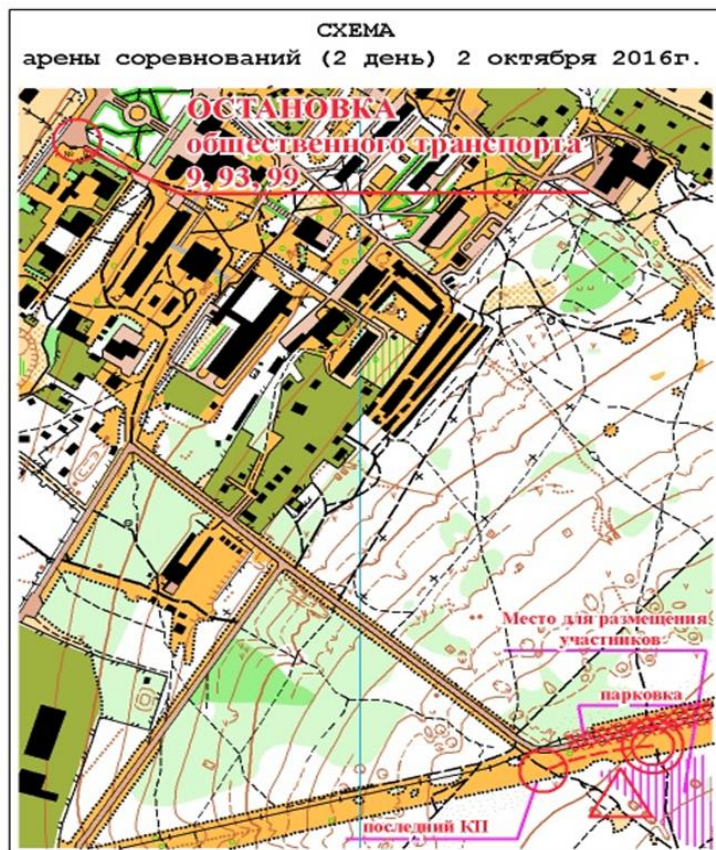 СХЕМА
арены соревнований (2 день) 2 октября 2016г.
ОСТАНОВКА
общественного транспорта
9, 93, 99
Место для размещения
участников
парковка
последний КП